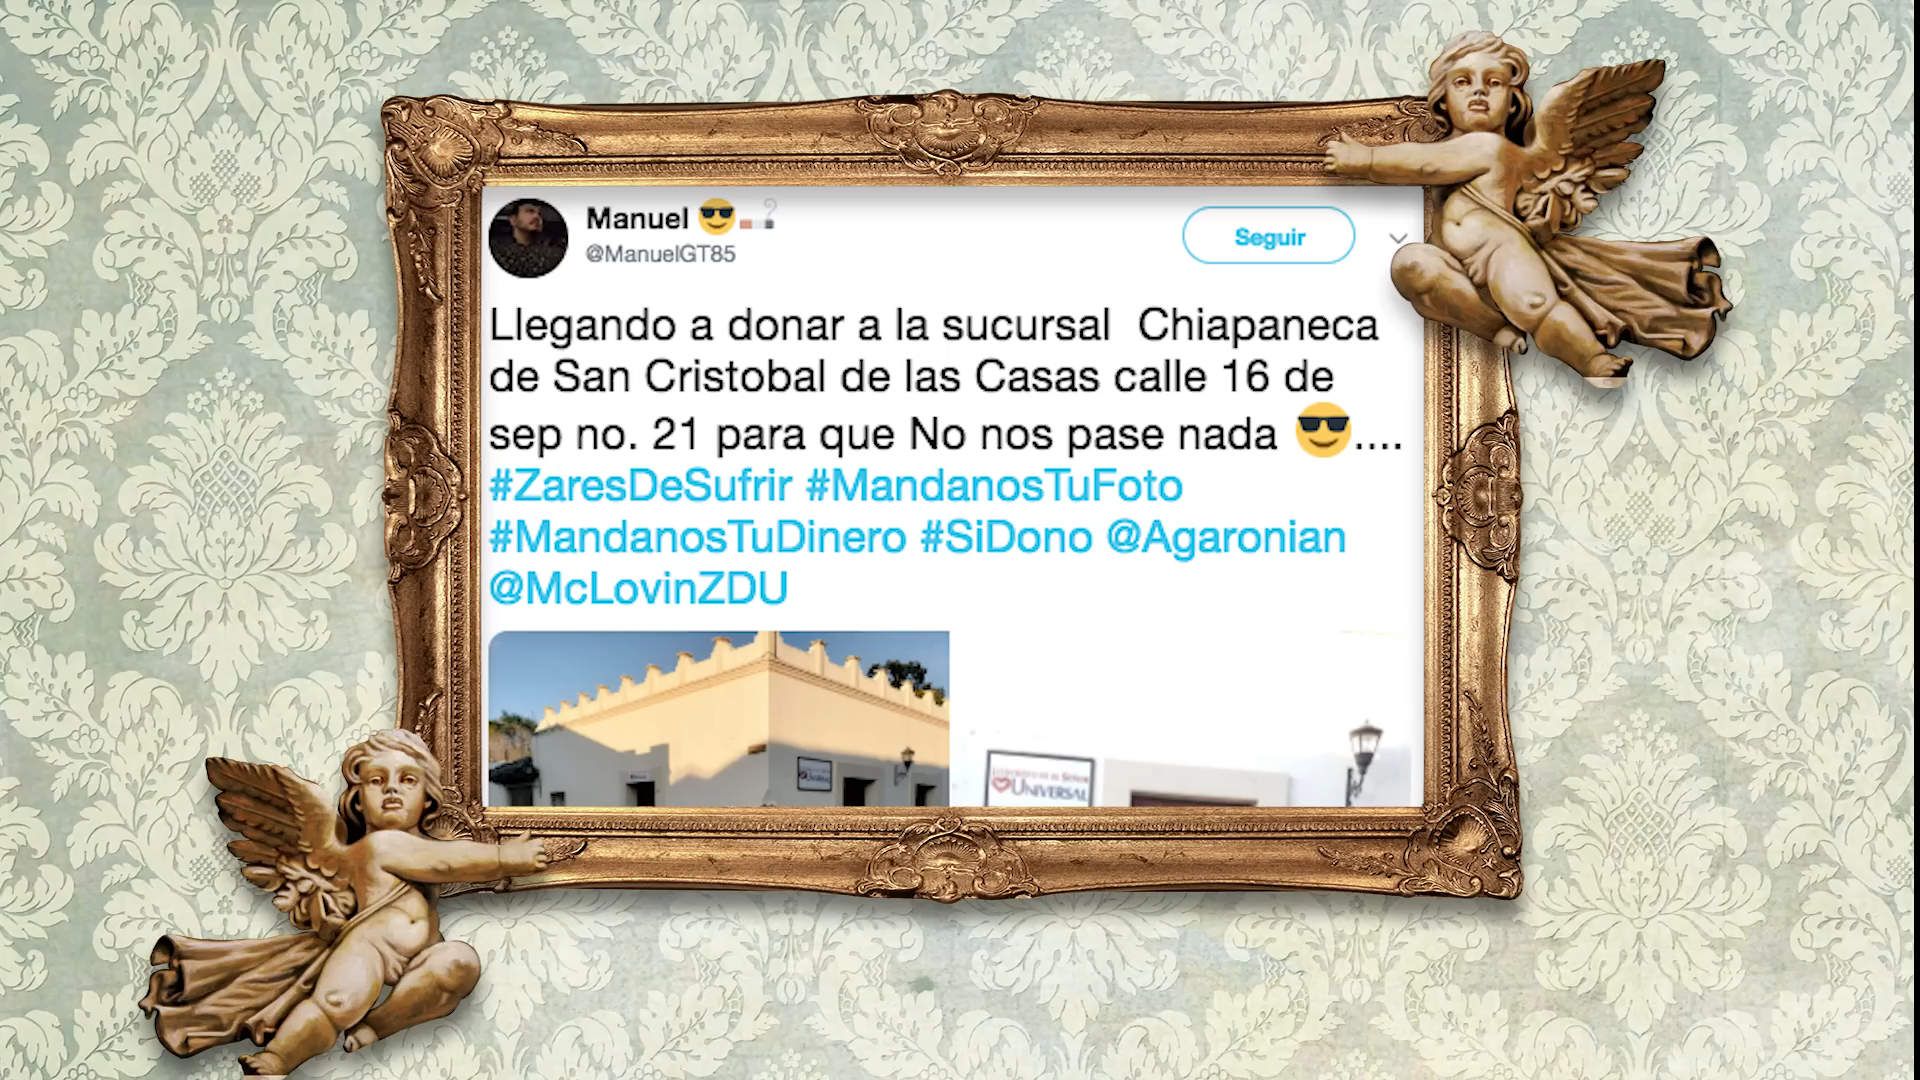 Manuel 😎🚬
@ManuelGT85
Seguir
Llegando a donar a la sucursal Chiapaneca
de San Cristobal de las Casas calle 16 de
sep no. 21 para que No nos pase nada 😎....
#ZaresDeSufrir #MandanosTuFoto
#MandanosTuDinero #SiDono @Agaronian
@McLovinZDU
UNIVERSAL